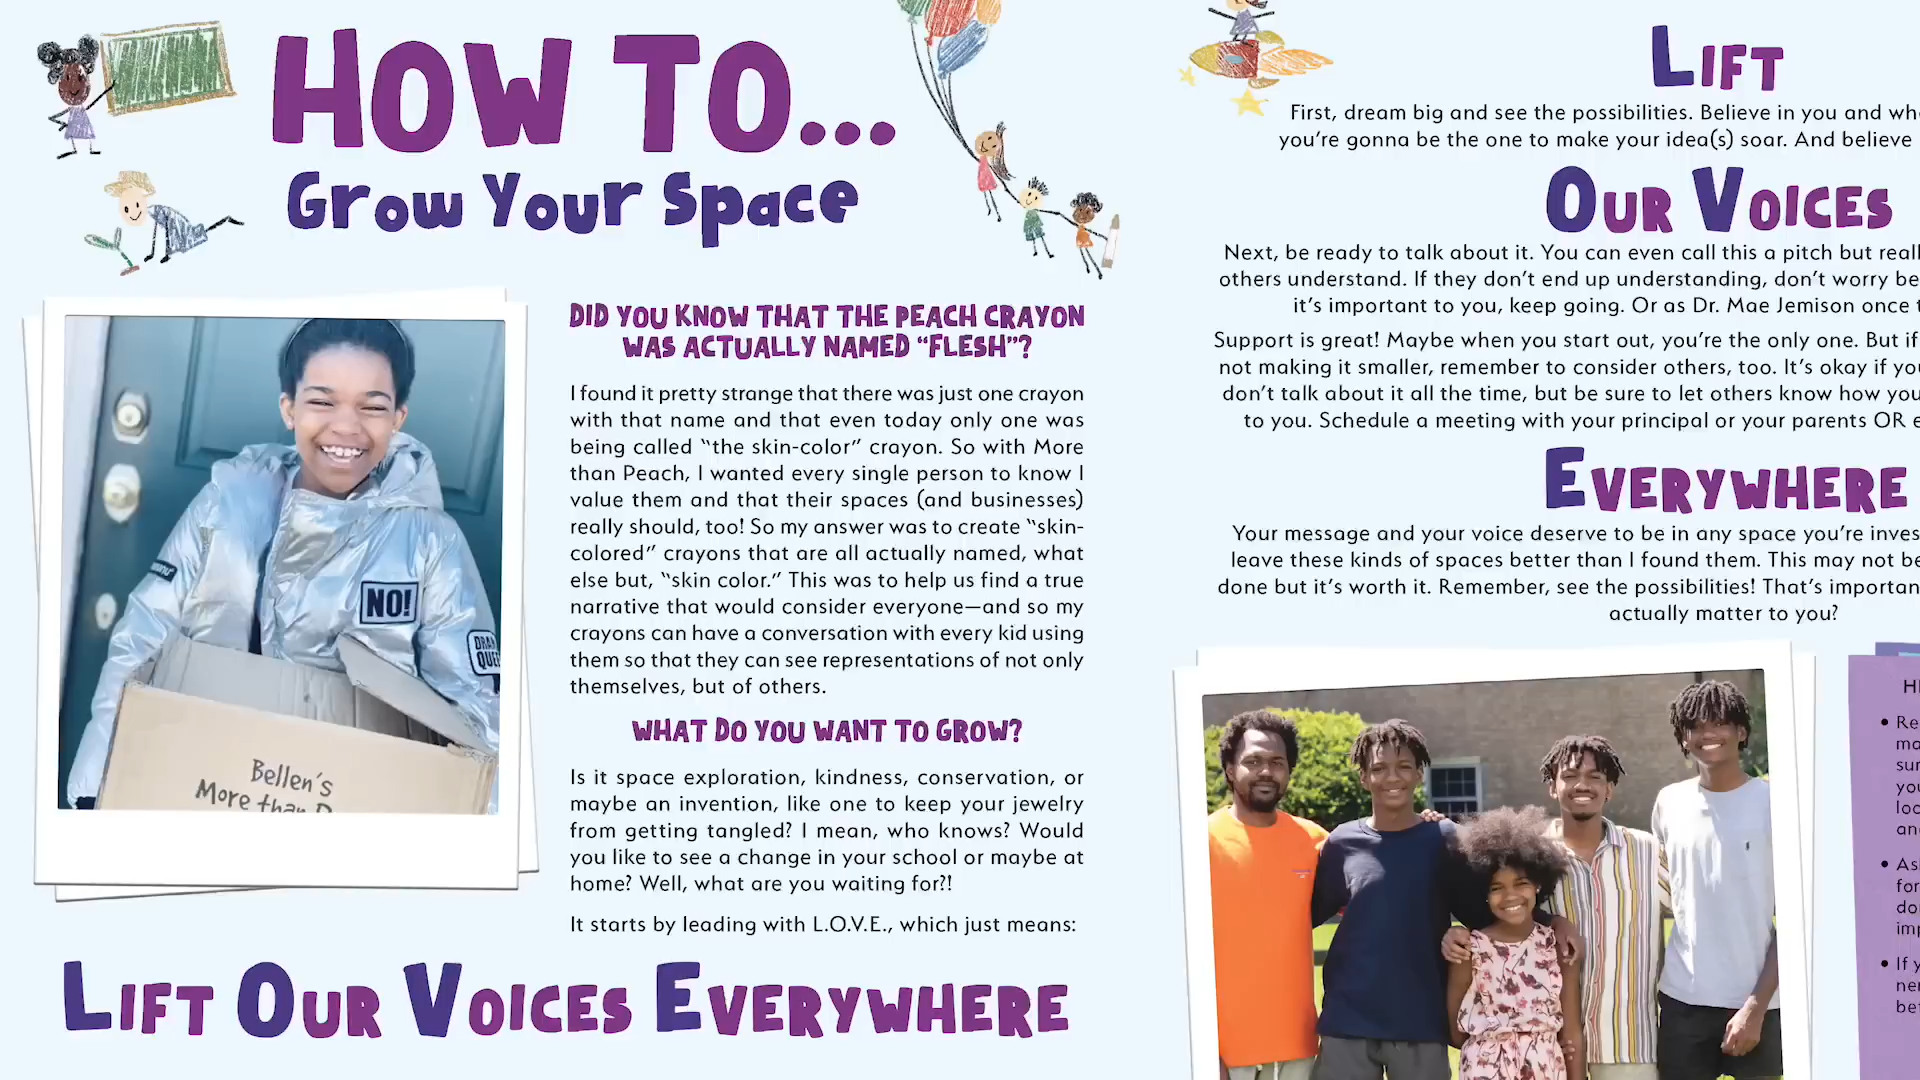 HOW TO...
Grow Your Space
DID YOU KNOW THAT THE PEACH CRAYON
WAS ACTUALLY NAMED “FLESH”?
I found it pretty strange that there was just one crayon
with that name and that even today only one was
being called “the skin-color” crayon. So with More
than Peach, I wanted every single person to know I
value them and that their spaces (and businesses)
really should, too! So my answer was to create “skin-
colored” crayons that are all actually named, what
else but, “skin color.” This was to help us find a true
narrative that would consider everyone—and so my
crayons can have a conversation with every kid using
them so that they can see representations of not only
themselves, but of others.
WHAT DO YOU WANT TO GROW?
Is it space exploration, kindness, conservation, or
maybe an invention, like one to keep your jewelry
from getting tangled? I mean, who knows? Would
you like to see a change in your school or maybe at
home? Well, what are you waiting for?!
It starts by leading with L.O.V.E., which just means:
LIFT OUR VOICES EVERYWHERE
NO!
Bellen's
More than
LIFT
First, dream big and see the possibilities. Believe in you and
you're gonna be the one to make your idea(s) soar. And believe
OUR VOICES
Next, be ready to talk about it. You can even call this a pitch but
others understand. If they don't end up understanding, don't worry
it's important to you, keep going. Or as Dr. Mae Jemison once
Support is great! Maybe when you start out, you're the only one. But if
not making it smaller, remember to consider others, too. It's okay if
don't talk about it all the time, but be sure to let others know how
to you. Schedule a meeting with your principal or your parents OR
EVERYWHERE
Your message and your voice deserve to be in any space you're
leave these kinds of spaces better than I found them. This may not
done but it's worth it. Remember, see the possibilities! That's
actually matter to you?